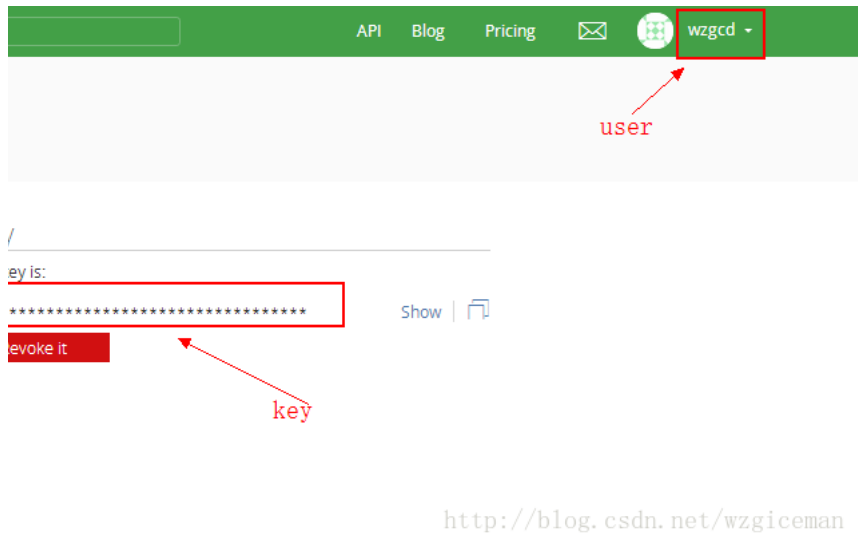 API Blog Pricing wzgcd
user
/
ey is:
********************************
Show
evoke it
key
http://blog.csdn.net/wzgiceman